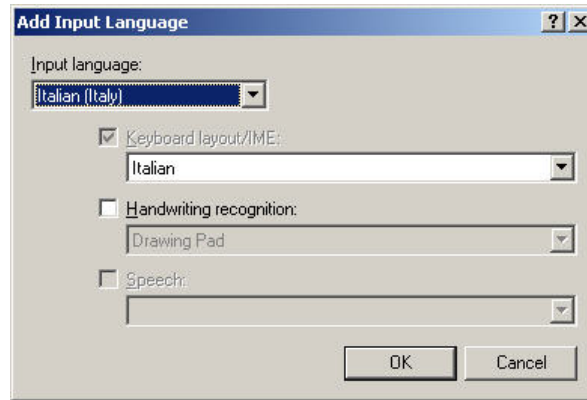 Add Input Language
Input language:
Italian (Italy)
Keyboard layout/IME:
Italian
Handwriting recognition:
Drawing Pad
Speech:
OK Cancel